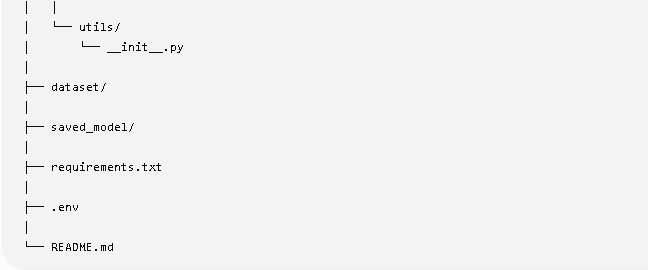 │   │
│   └── utils/
│       └── __init__.py
│
├── dataset/
│
├── saved_model/
│
├── requirements.txt
│
├── .env
│
└── README.md